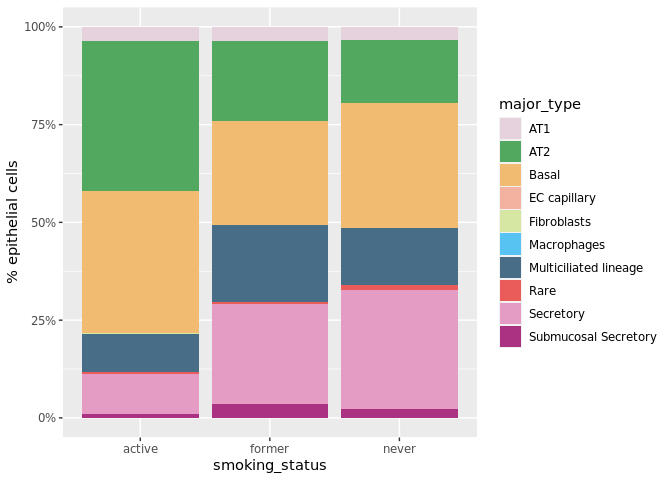 100%
75%
50%
25%
0%
% epithelial cells
active former never
smoking_status
major_type
AT1
AT2
Basal
EC capillary
Fibroblasts
Macrophages
Multiciliated lineage
Rare
Secretory
Submucosal Secretory